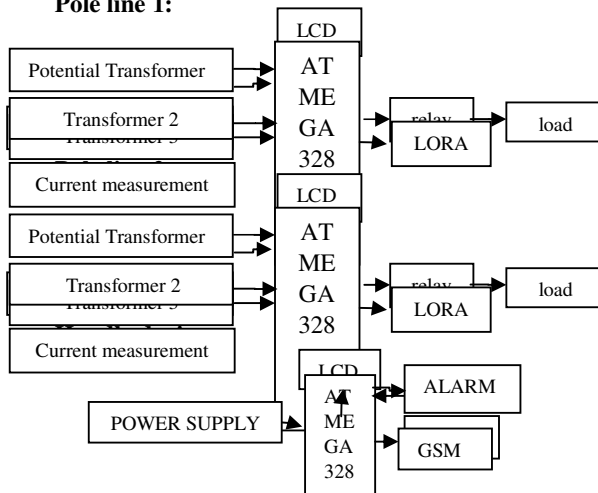 Pole line 1:
LCD
Potential Transformer
AT
ME
GA
328
Transformer 2
relay
load
LORA
Current measurement
LCD
Potential Transformer
AT
ME
GA
328
Transformer 2
relay
load
LORA
Current measurement
LCD
ALARM
AT
ME
GA
328
POWER SUPPLY
GSM